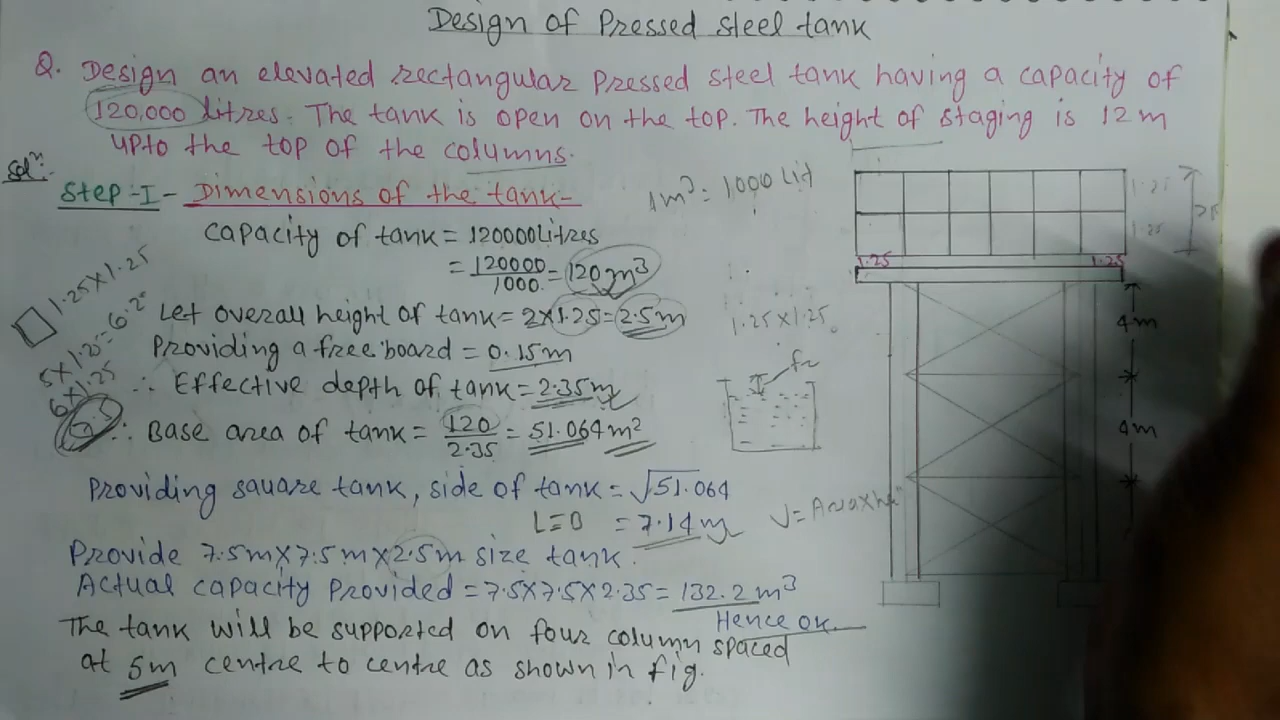 Design of Pressed steel tank
Q. Design an elevated rectangular Pressed steel tank having a capacity of
120,000 litres. The tank is open on the top. The height of staging is 12 m
upto the top of the columns.
Solⁿ:-
Step-I - Dimensions of the tank-
1m³ = 1000 Lit
capacity of tank = 120000 Litres
= 120000/1000 = 120 m³
Let overall height of tank = 2×1.25 = 2.5m
Providing a free board = 0.15m
∴ Effective depth of tank = 2.35m
∴ Base area of tank = 120/2.35 = 51.064 m²
Providing square tank, side of tank = √51.064
L=B = 7.14 m
Provide 7.5m×7.5m×2.5m size tank.
Actual capacity Provided = 7.5×7.5×2.35 = 132.2 m³
Hence ok
The tank will be supported on four column spaced
at 5m centre to centre as shown in fig.
1.25×1.25
5×1.25=6.2
6×1.25
1.25×1.25
1.25
1.25
1.25
1.25
4m
4m